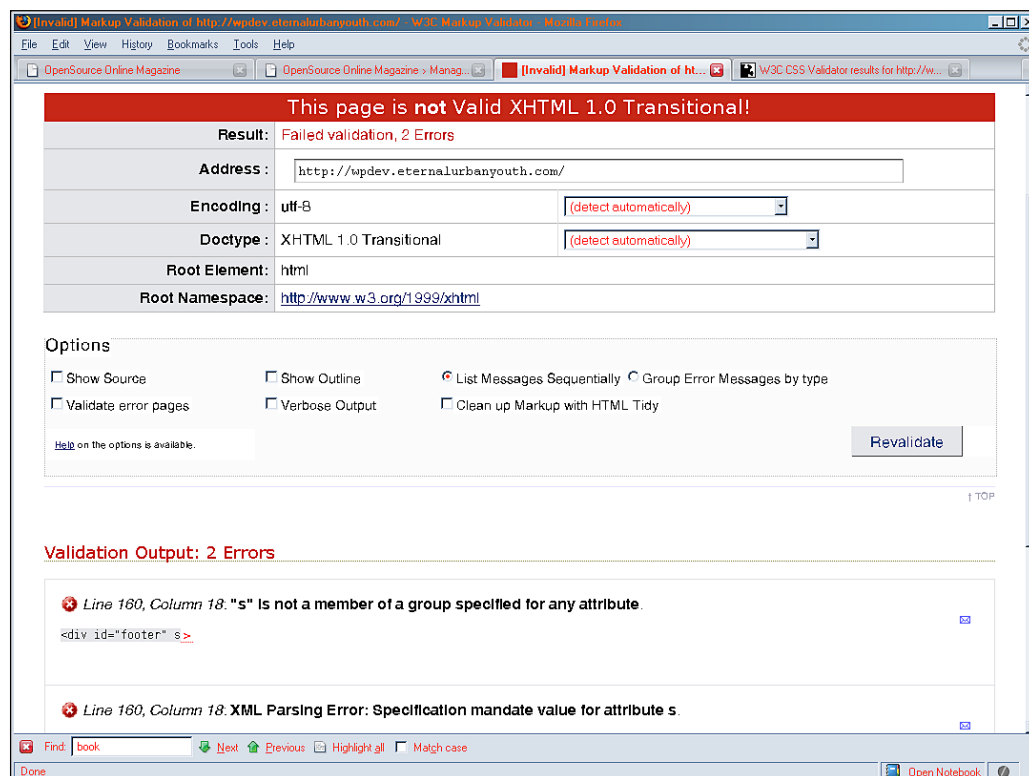 [Invalid] Markup Validation of http://wpdev.eternalurbanyouth.com/ - W3C Markup Validator - Mozilla Firefox
File Edit View History Bookmarks Tools Help
OpenSource Online Magazine OpenSource Online Magazine > Manag... [Invalid] Markup Validation of ht... W3C CSS Validator results for http://w...
This page is not Valid XHTML 1.0 Transitional!
Result: Failed validation, 2 Errors
Address : http://wpdev.eternalurbanyouth.com/
Encoding : utf-8 (detect automatically)
Doctype : XHTML 1.0 Transitional (detect automatically)
Root Element: html
Root Namespace: http://www.w3.org/1999/xhtml
Options
Show Source Show Outline List Messages Sequentially Group Error Messages by type
Validate error pages Verbose Output Clean up Markup with HTML Tidy
Help on the options is available. Revalidate
↑ TOP
Validation Output: 2 Errors
Line 160, Column 18: "s" is not a member of a group specified for any attribute.
<div id="footer" s>
Line 160, Column 18: XML Parsing Error: Specification mandate value for attribute s.
Find: book Next Previous Highlight all Match case
Done Open Notebook